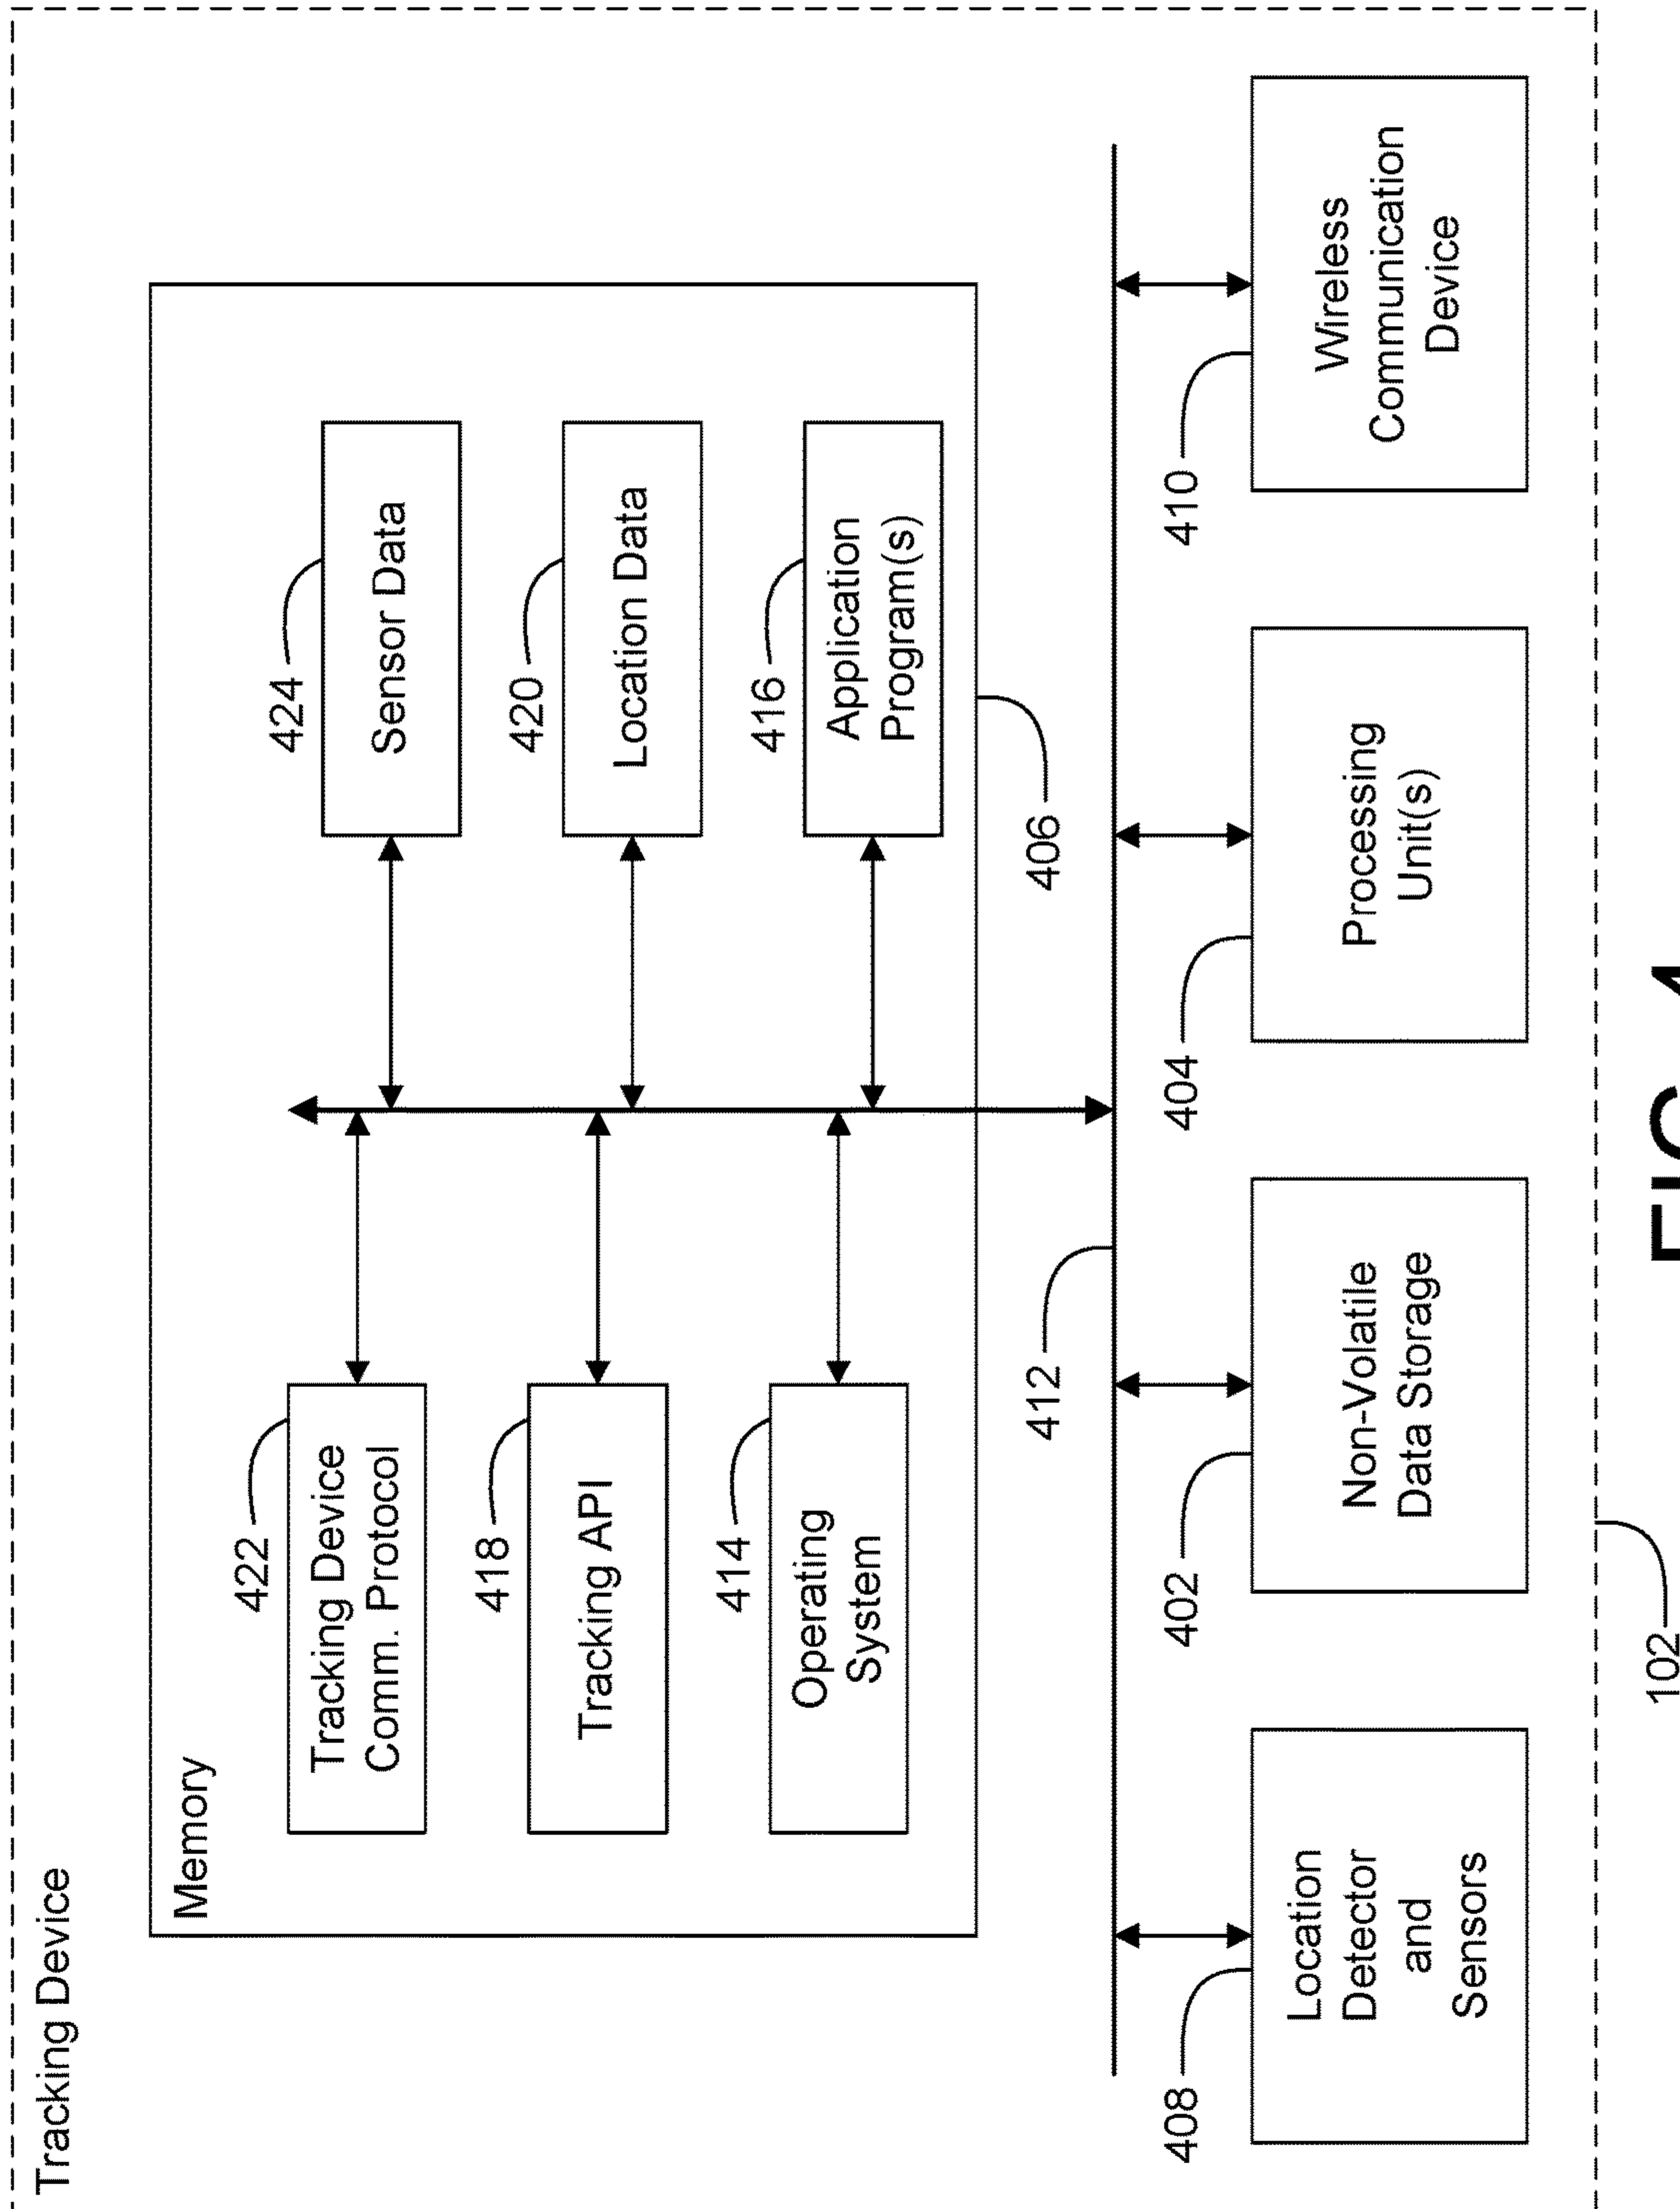 Tracking Device
Memory
422
Tracking Device
Comm. Protocol
424
Sensor Data
418
Tracking API
420
Location Data
414
Operating
System
416
Application
Program(s)
412
406
408
Location
Detector
and
Sensors
402
Non-Volatile
Data Storage
404
Processing
Unit(s)
410
Wireless
Communication
Device
102
FIG. 4